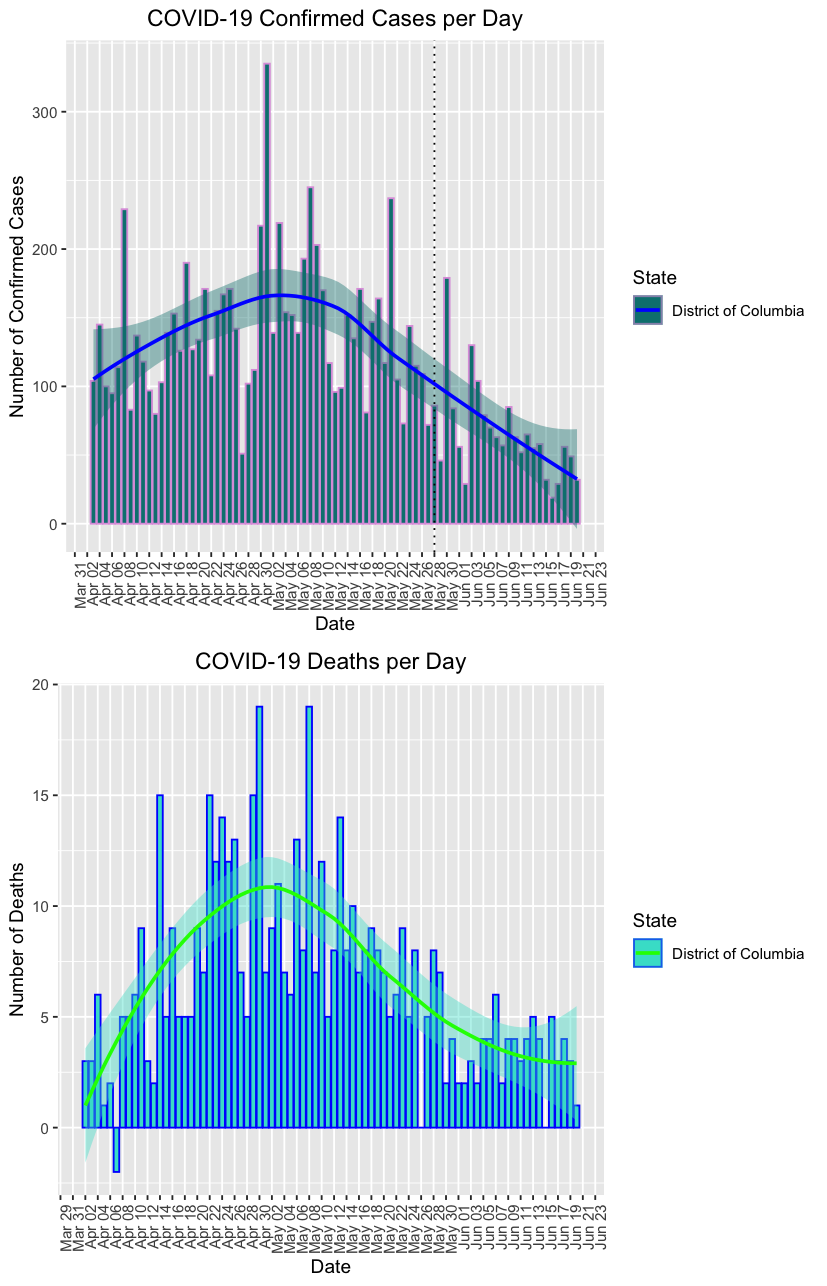 COVID-19 Confirmed Cases per Day
Number of Confirmed Cases
300
200
100
0
Mar 31
Apr 02
Apr 04
Apr 06
Apr 08
Apr 10
Apr 12
Apr 14
Apr 16
Apr 18
Apr 20
Apr 22
Apr 24
Apr 26
Apr 28
Apr 30
May 02
May 04
May 06
May 08
May 10
May 12
May 14
May 16
May 18
May 20
May 22
May 24
May 26
May 28
May 30
Jun 01
Jun 03
Jun 05
Jun 07
Jun 09
Jun 11
Jun 13
Jun 15
Jun 17
Jun 19
Jun 21
Jun 23
Date
State
District of Columbia
COVID-19 Deaths per Day
Number of Deaths
20
15
10
5
0
Mar 29
Mar 31
Apr 02
Apr 04
Apr 06
Apr 08
Apr 10
Apr 12
Apr 14
Apr 16
Apr 18
Apr 20
Apr 22
Apr 24
Apr 26
Apr 28
Apr 30
May 02
May 04
May 06
May 08
May 10
May 12
May 14
May 16
May 18
May 20
May 22
May 24
May 26
May 28
May 30
Jun 01
Jun 03
Jun 05
Jun 07
Jun 09
Jun 11
Jun 13
Jun 15
Jun 17
Jun 19
Jun 21
Jun 23
Date
State
District of Columbia